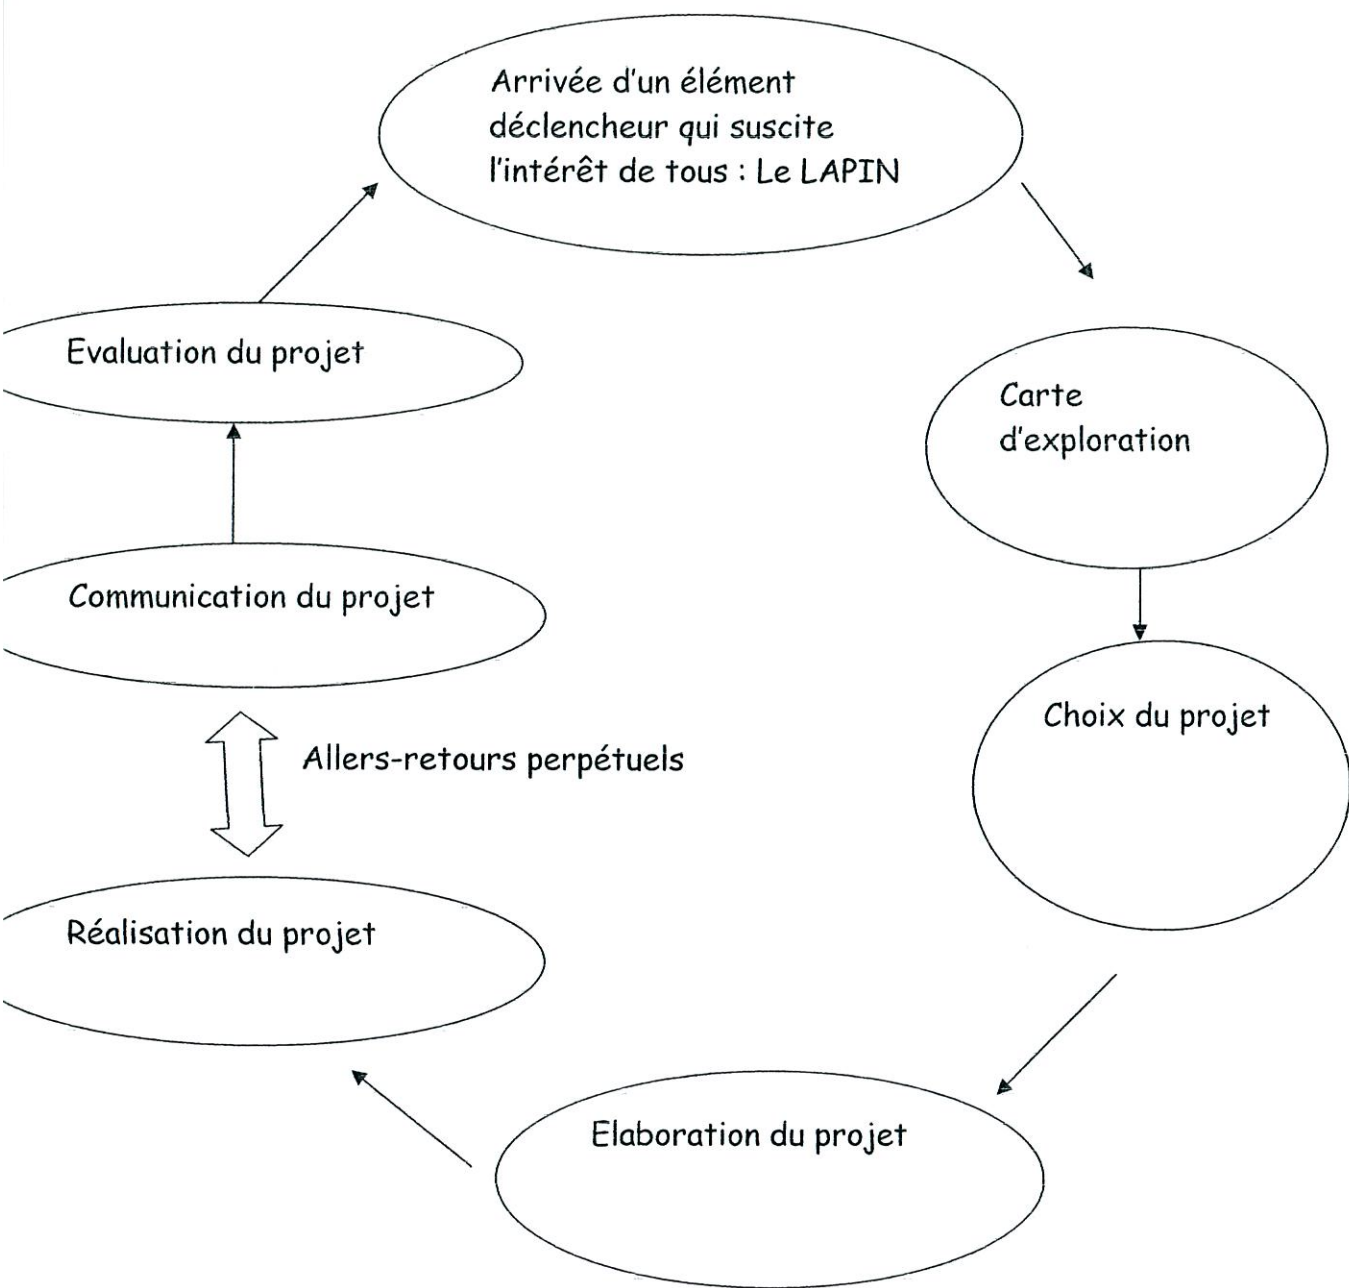 Arrivée d'un élément
déclencheur qui suscite
l'intérêt de tous : Le LAPIN
Carte
d'exploration
Choix du projet
Elaboration du projet
Réalisation du projet
Allers-retours perpétuels
Communication du projet
Evaluation du projet